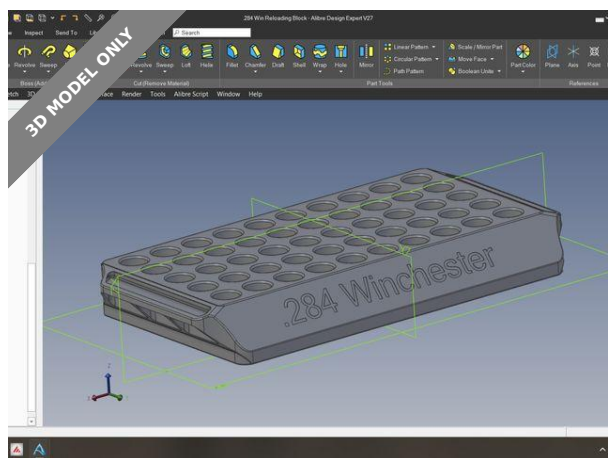 284 Win Reloading Block - Alibre Design Expert V27
Inspect Send To
Search
Revolve Sweep
Revolve Sweep Loft Helix
Fillet Chamfer Draft Shell Wrap Hole
Mirror
Linear Pattern
Circular Pattern
Path Pattern
Scale / Mirror Part
Move Face
Boolean Unite
Part Color
Plane Axis Point
Cut (Remove Material)
Part Tools
References
Render Tools Alibre Script Window Help
3D MODEL ONLY
.284 Winchester